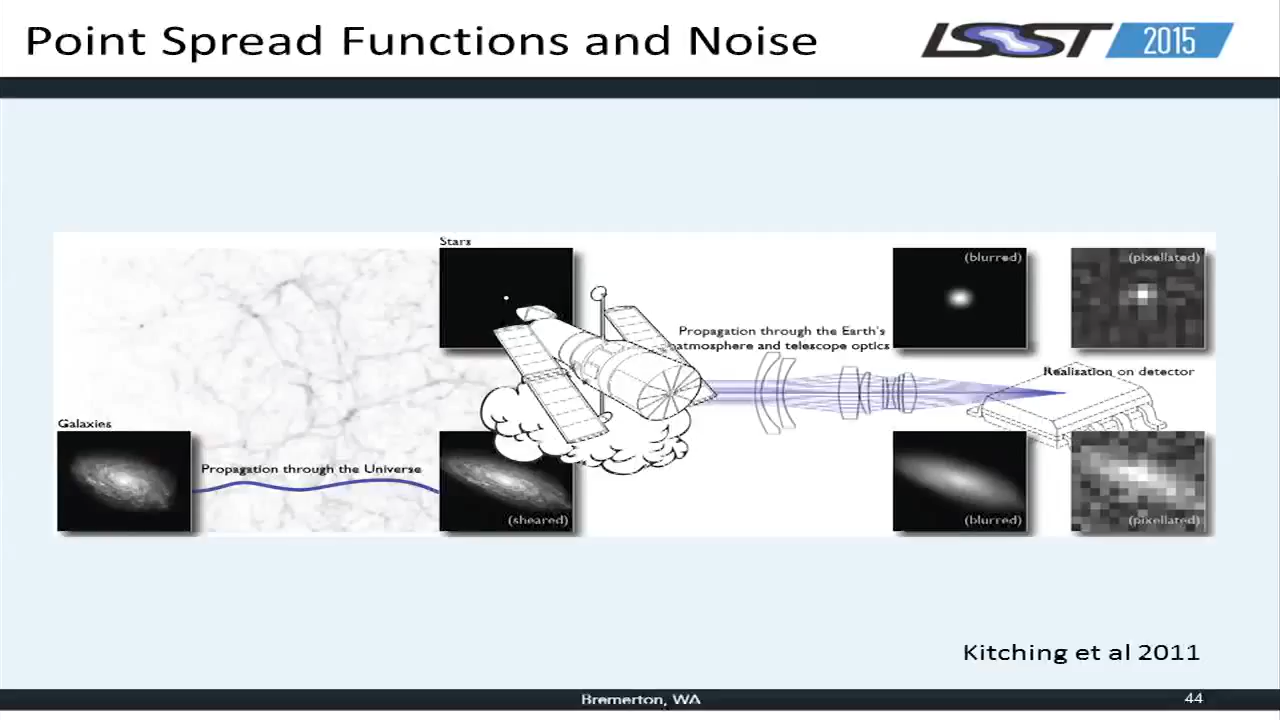 Point Spread Functions and Noise
LSST 2015
Stars
(blurred)
(pixellated)
Propagation through the Earth's
atmosphere and telescope optics
Realisation on detector
Galaxies
Propagation through the Universe
(sheared)
(blurred)
(pixellated)
Kitching et al 2011
Bremerton, WA
44